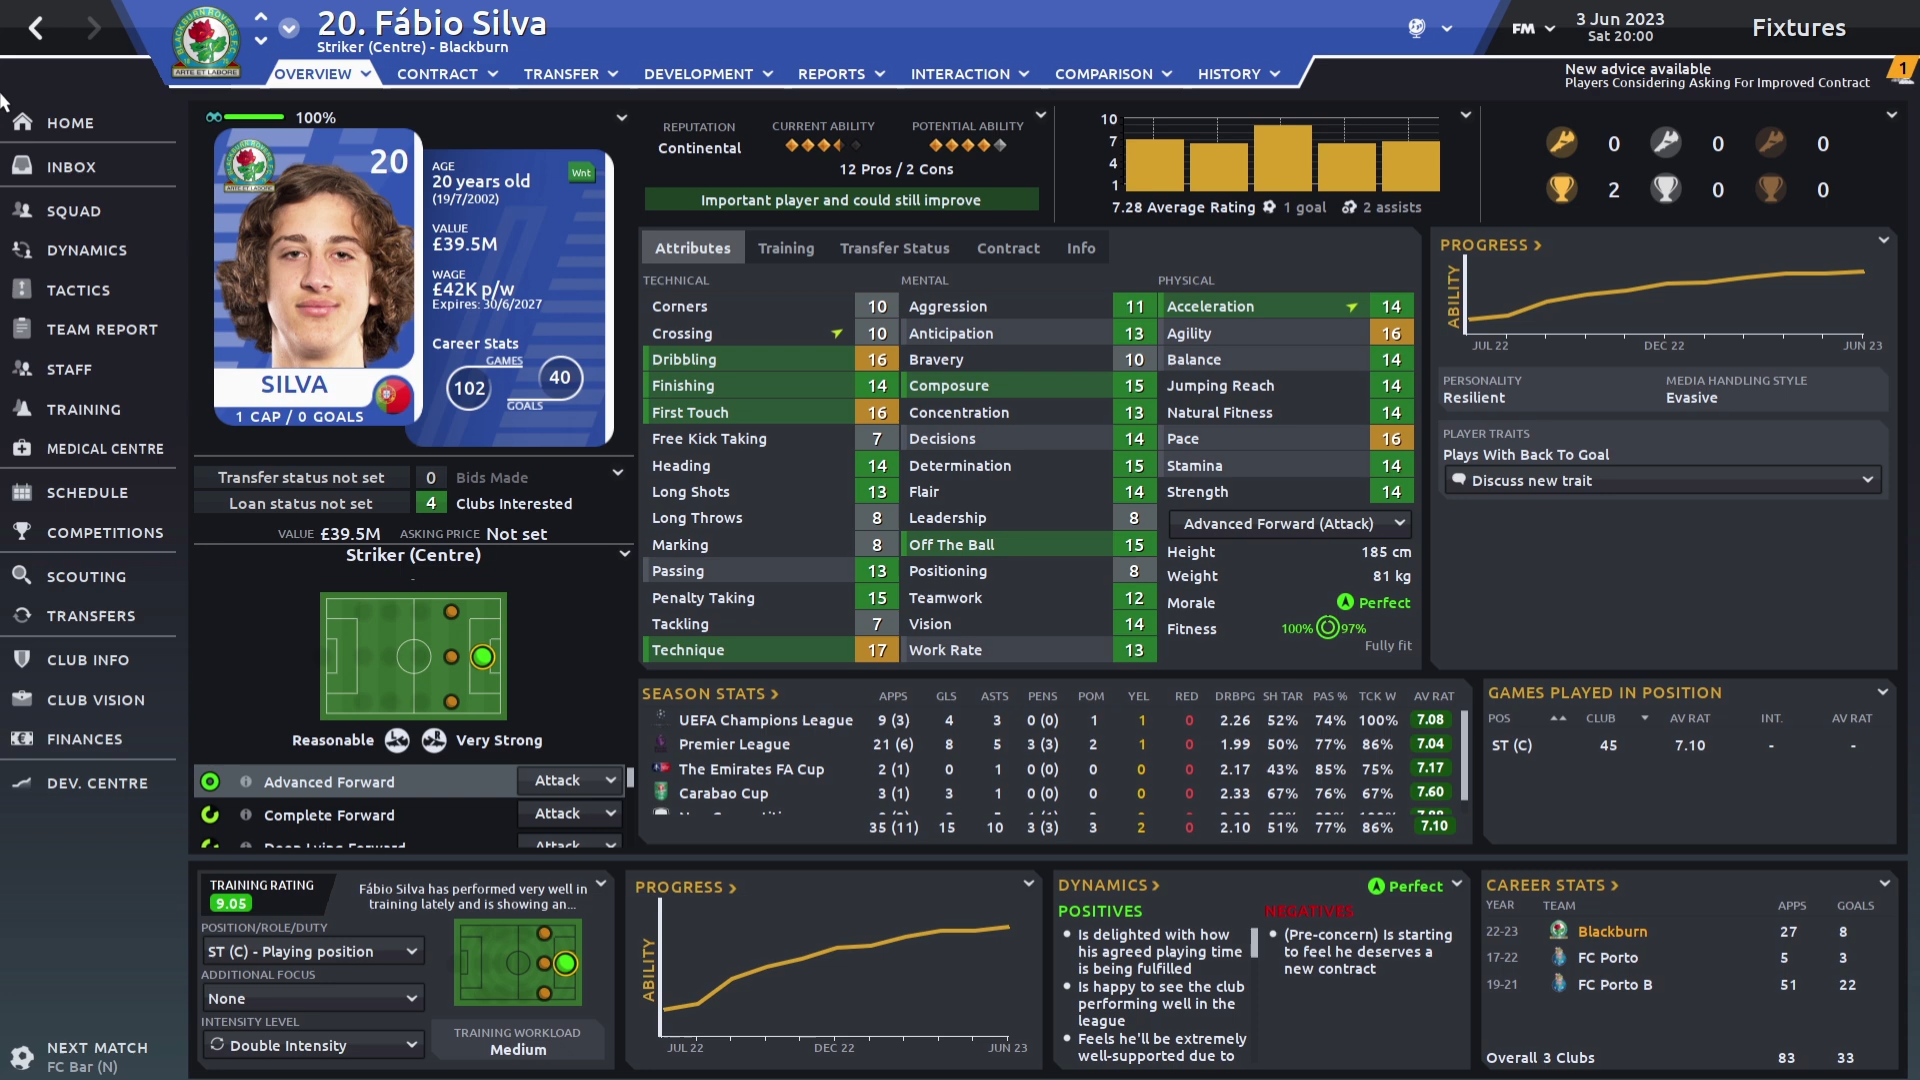 20. Fábio Silva
Striker (Centre) - Blackburn
FM
3 Jun 2023
Sat 20:00
Fixtures
OVERVIEW
CONTRACT
TRANSFER
DEVELOPMENT
REPORTS
INTERACTION
COMPARISON
HISTORY
New advice available
Players Considering Asking For Improved Contract
1
HOME
INBOX
SQUAD
DYNAMICS
TACTICS
TEAM REPORT
STAFF
TRAINING
MEDICAL CENTRE
SCHEDULE
COMPETITIONS
SCOUTING
TRANSFERS
CLUB INFO
CLUB VISION
FINANCES
DEV. CENTRE
NEXT MATCH
FC Bar (N)
100%
20
SILVA
1 CAP / 0 GOALS
AGE
20 years old
(19/7/2002)
Wnt
VALUE
£39.5M
WAGE
£42K p/w
Expires: 30/6/2027
Career Stats
GAMES
102
40
GOALS
Transfer status not set
0 Bids Made
Loan status not set
4 Clubs Interested
VALUE £39.5M ASKING PRICE Not set
Striker (Centre)
-
Reasonable
Very Strong
Advanced Forward Attack
Complete Forward Attack
Deep Lying Forward Attack
REPUTATION
Continental
CURRENT ABILITY
POTENTIAL ABILITY
12 Pros / 2 Cons
Important player and could still improve
10
7
4
1
7.28 Average Rating 1 goal 2 assists
0 0 0
2 0 0
Attributes Training Transfer Status Contract Info
TECHNICAL
Corners 10
Crossing 10
Dribbling 16
Finishing 14
First Touch 16
Free Kick Taking 7
Heading 14
Long Shots 13
Long Throws 8
Marking 8
Passing 13
Penalty Taking 15
Tackling 7
Technique 17
MENTAL
Aggression 11
Anticipation 13
Bravery 10
Composure 15
Concentration 13
Decisions 14
Determination 15
Flair 14
Leadership 8
Off The Ball 15
Positioning 8
Teamwork 12
Vision 14
Work Rate 13
PHYSICAL
Acceleration 14
Agility 16
Balance 14
Jumping Reach 14
Natural Fitness 14
Pace 16
Stamina 14
Strength 14
Advanced Forward (Attack)
Height 185 cm
Weight 81 kg
Morale Perfect
Fitness 100% 97%
Fully fit
PROGRESS
ABILITY
JUL 22 DEC 22 JUN 23
PERSONALITY
Resilient
MEDIA HANDLING STYLE
Evasive
PLAYER TRAITS
Plays With Back To Goal
Discuss new trait
SEASON STATS APPS GLS ASTS PENS POM YEL RED DRBPG SH TAR PAS % TCK W AV RAT
UEFA Champions League 9 (3) 4 3 0 (0) 1 1 0 2.26 52% 74% 100% 7.08
Premier League 21 (6) 8 5 3 (3) 2 1 0 1.99 50% 77% 86% 7.04
The Emirates FA Cup 2 (1) 0 1 0 (0) 0 0 0 2.17 43% 85% 75% 7.17
Carabao Cup 3 (1) 3 1 0 (0) 0 0 0 2.33 67% 76% 67% 7.60
35 (11) 15 10 3 (3) 3 2 0 2.10 51% 77% 86% 7.10
GAMES PLAYED IN POSITION
POS CLUB AV RAT INT. AV RAT
ST (C) 45 7.10 - -
TRAINING RATING
9.05
Fábio Silva has performed very well in
training lately and is showing an...
POSITION/ROLE/DUTY
ST (C) - Playing position
ADDITIONAL FOCUS
None
INTENSITY LEVEL
Double Intensity
TRAINING WORKLOAD
Medium
PROGRESS
ABILITY
JUL 22 DEC 22 JUN 23
DYNAMICS
Perfect
POSITIVES
Is delighted with how
his agreed playing time
is being fulfilled
Is happy to see the club
performing well in the
league
Feels he'll be extremely
well-supported due to
NEGATIVES
(Pre-concern) Is starting
to feel he deserves a
new contract
CAREER STATS
YEAR TEAM APPS GOALS
22-23 Blackburn 27 8
17-22 FC Porto 5 3
19-21 FC Porto B 51 22
Overall 3 Clubs 83 33